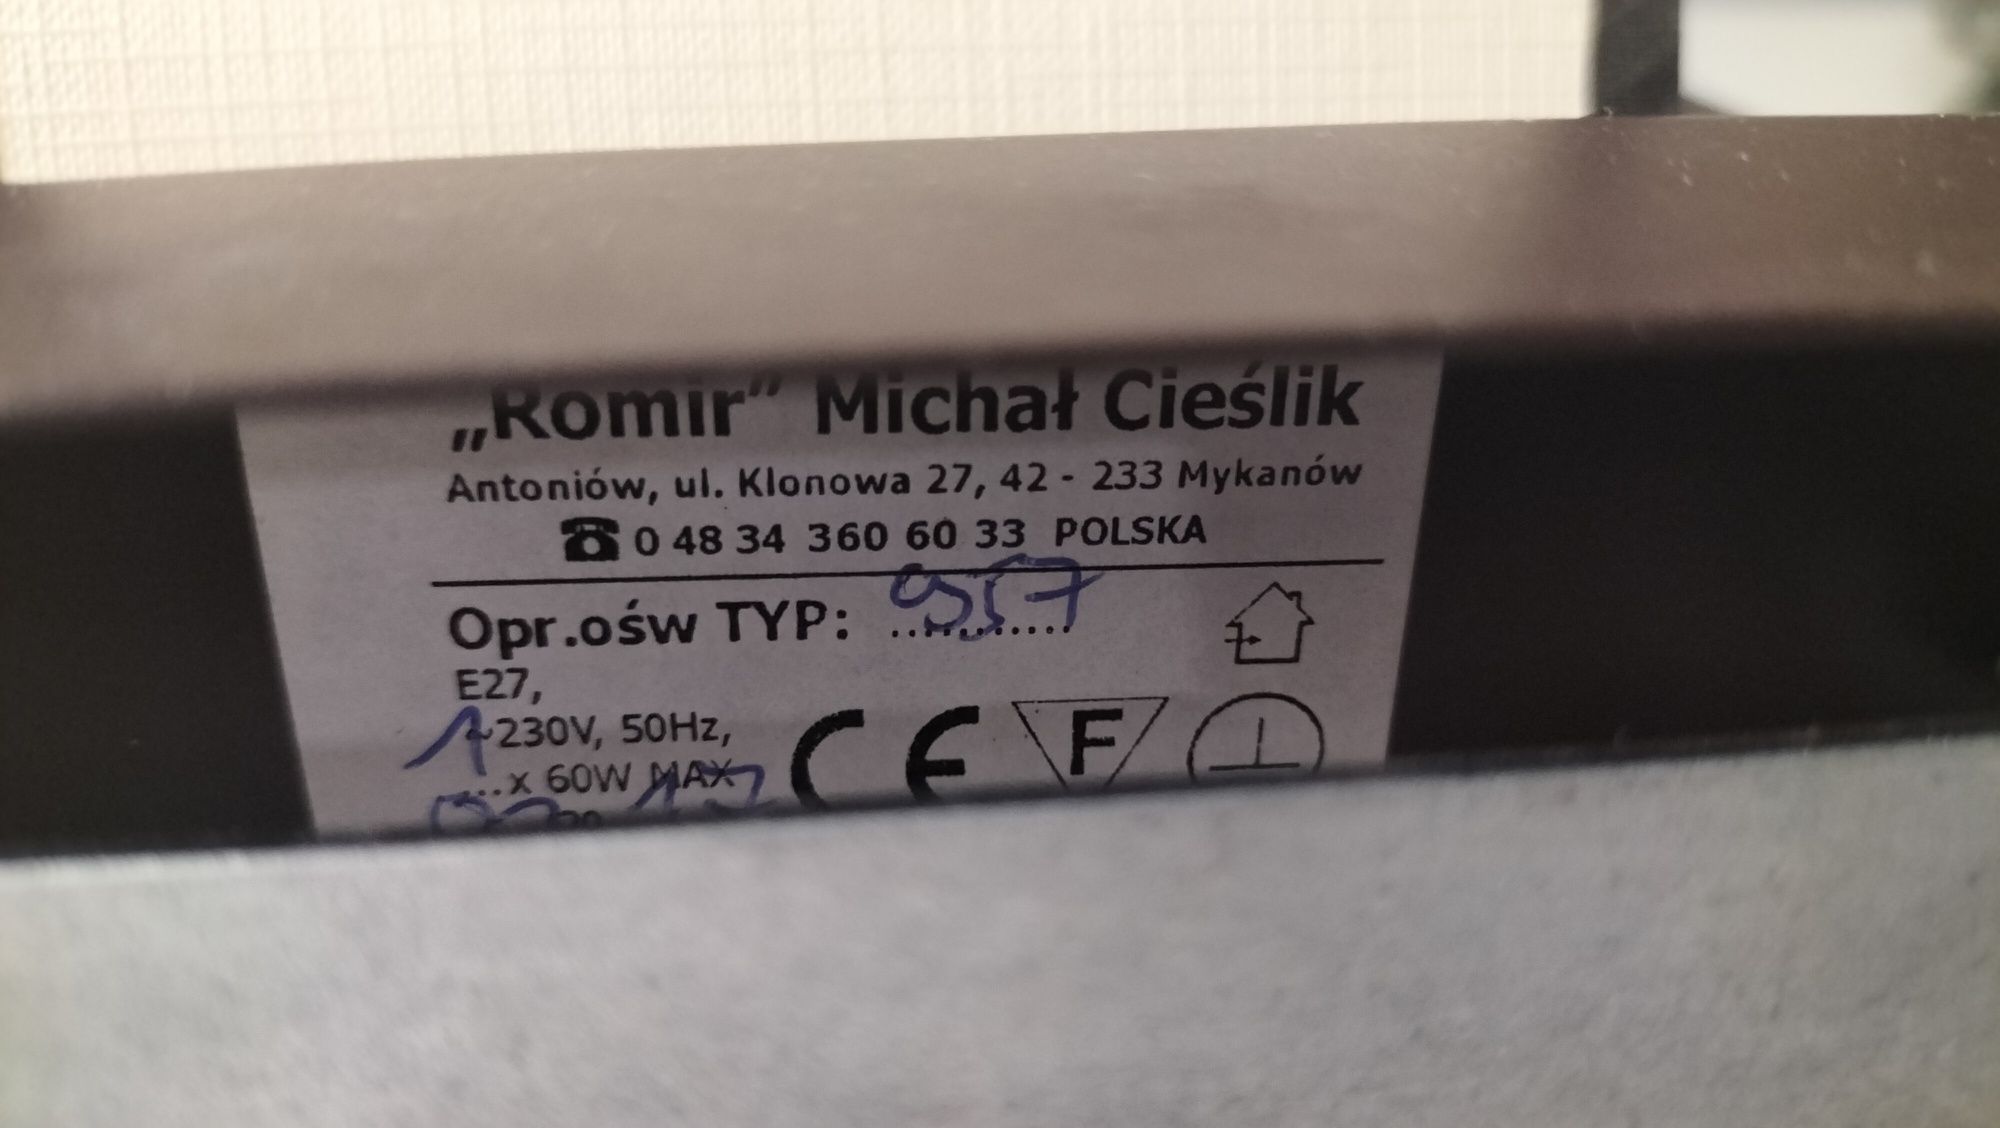 „Romir” Michał Cieślik
Antoniów, ul. Klonowa 27, 42 - 233 Mykanów
☎ 0 48 34 360 60 33 POLSKA
Opr.ośw TYP: 957
E27,
~230V, 50Hz,
1 ...x 60W MAX
CE F